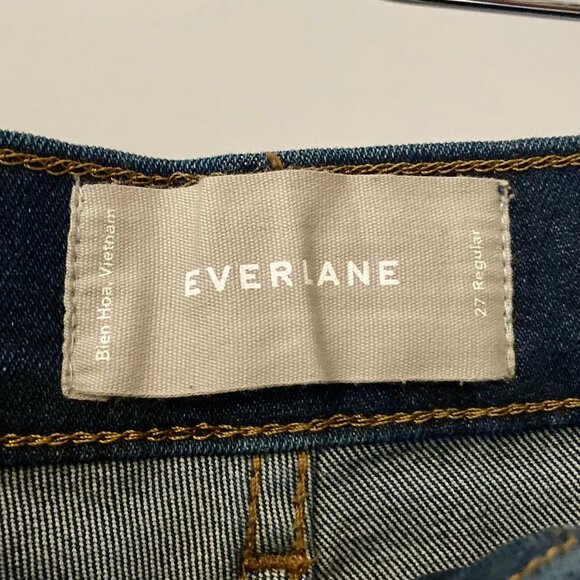 Bien Hoa, Vietnam
EVERLANE
27 Regular